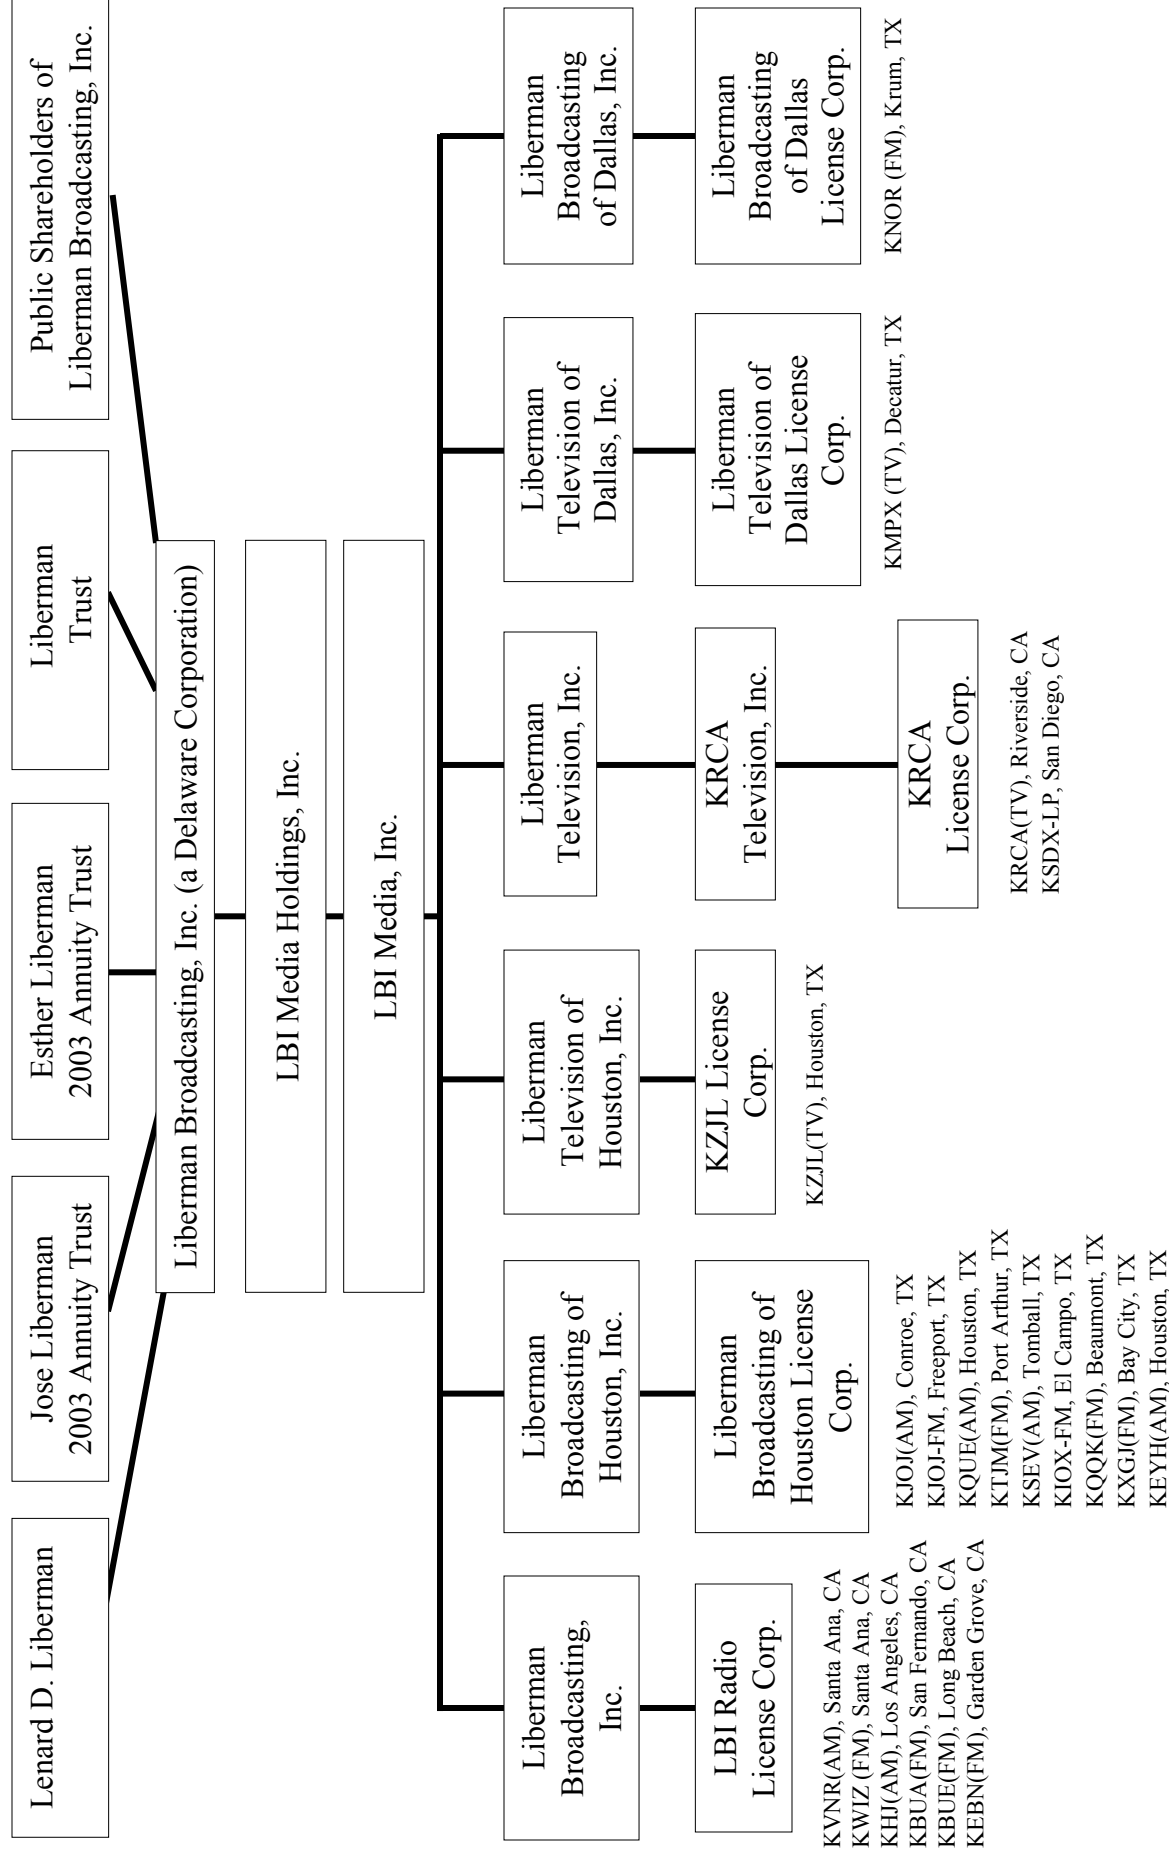 Lenard D. Liberman
Jose Liberman
2003 Annuity Trust
Esther Liberman
2003 Annuity Trust
Liberman
Trust
Public Shareholders of
Liberman Broadcasting, Inc.
Liberman Broadcasting, Inc. (a Delaware Corporation)
LBI Media Holdings, Inc.
LBI Media, Inc.
Liberman
Broadcasting,
Inc.
LBI Radio
License Corp.
KVNR(AM), Santa Ana, CA
KWIZ (FM), Santa Ana, CA
KHJ(AM), Los Angeles, CA
KBUA(FM), San Fernando, CA
KBUE(FM), Long Beach, CA
KEBN(FM), Garden Grove, CA
Liberman
Broadcasting of
Houston, Inc.
Liberman
Broadcasting of
Houston License
Corp.
KJOJ(AM), Conroe, TX
KJOJ-FM, Freeport, TX
KQUE(AM), Houston, TX
KTJM(FM), Port Arthur, TX
KSEV(AM), Tomball, TX
KIOX-FM, El Campo, TX
KQQK(FM), Beaumont, TX
KXGJ(FM), Bay City, TX
KEYH(AM), Houston, TX
Liberman
Television of
Houston, Inc.
KZJL License
Corp.
KZJL(TV), Houston, TX
Liberman
Television, Inc.
KRCA
Television, Inc.
KRCA
License Corp.
KRCA(TV), Riverside, CA
KSDX-LP, San Diego, CA
Liberman
Television of
Dallas, Inc.
Liberman
Television of
Dallas License
Corp.
KMPX (TV), Decatur, TX
Liberman
Broadcasting
of Dallas, Inc.
Liberman
Broadcasting
of Dallas
License Corp.
KNOR (FM), Krum, TX